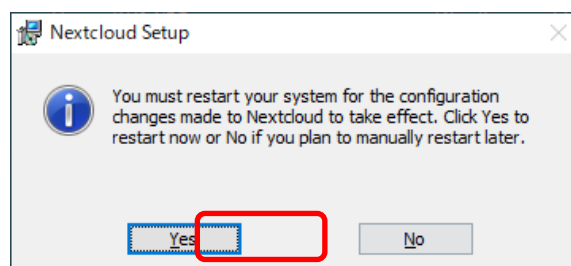 Nextcloud Setup
You must restart your system for the configuration
changes made to Nextcloud to take effect. Click Yes to
restart now or No if you plan to manually restart later.
Yes
No